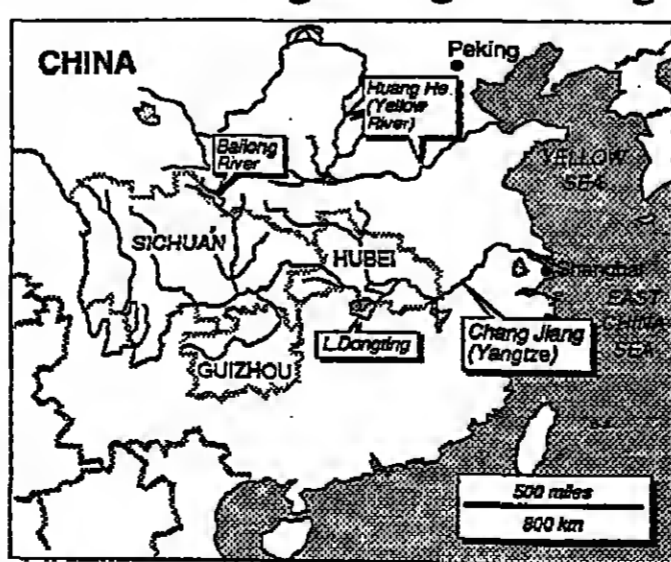 CHINA
Peking
Huang He
(Yellow
River)
Bailong
River
YELLOW
SEA
SICHUAN
HUBEI
Shanghai
EAST
CHINA
SEA
L.Dongting
Chang Jiang
(Yangtze)
GUIZHOU
500 miles
800 km